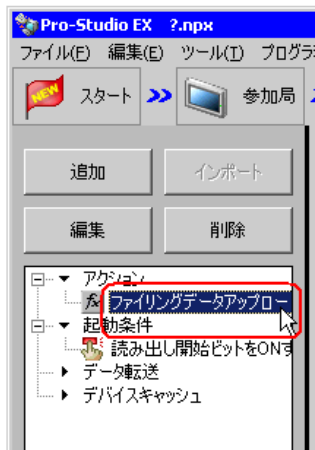 Pro-Studio EX ?.npx
ファイル(F) 編集(E) ツール(T) プログラ
NEW スタート 参加局
追加 インポート
編集 削除
アクション
fx ファイリングデータアップロー
起動条件
読み出し開始ビットをONす
データ転送
デバイスキャッシュ